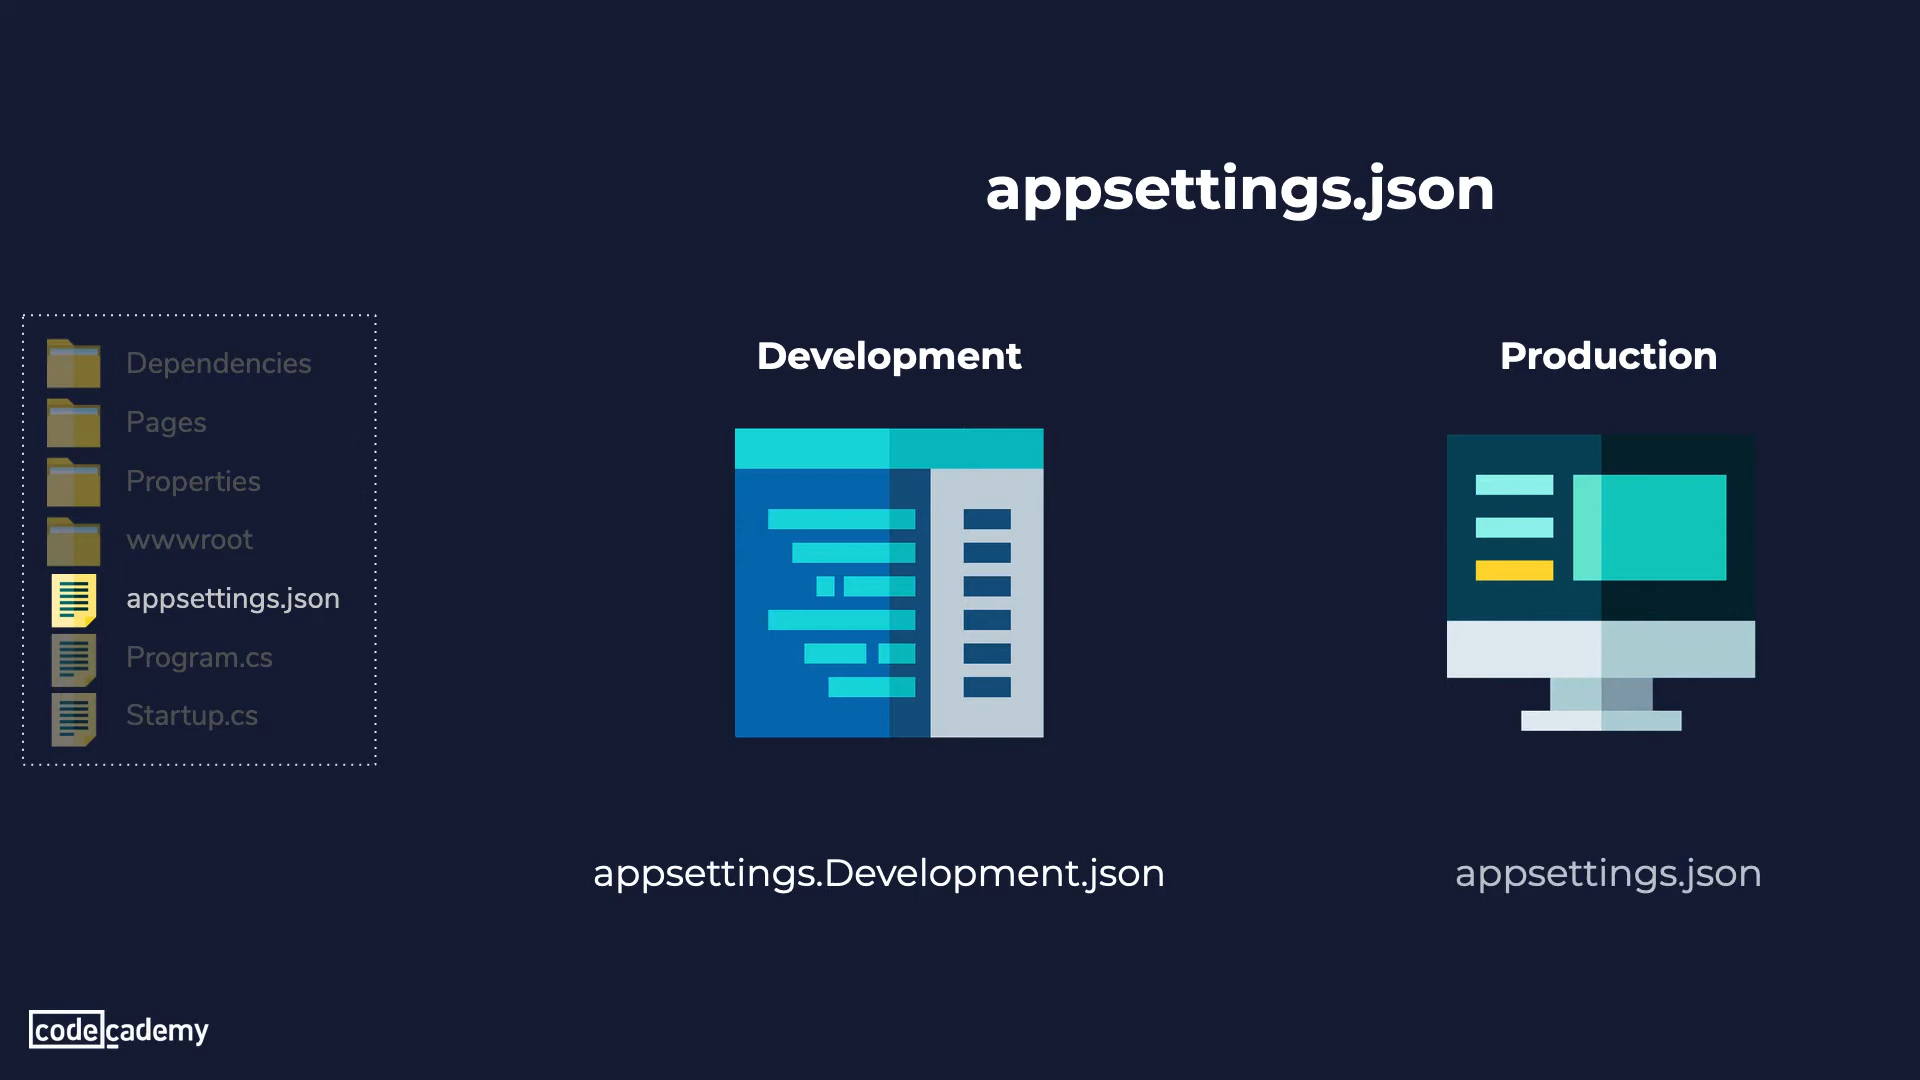 appsettings.json
Dependencies
Pages
Properties
wwwroot
appsettings.json
Program.cs
Startup.cs
Development
Production
appsettings.Development.json
appsettings.json
codecademy